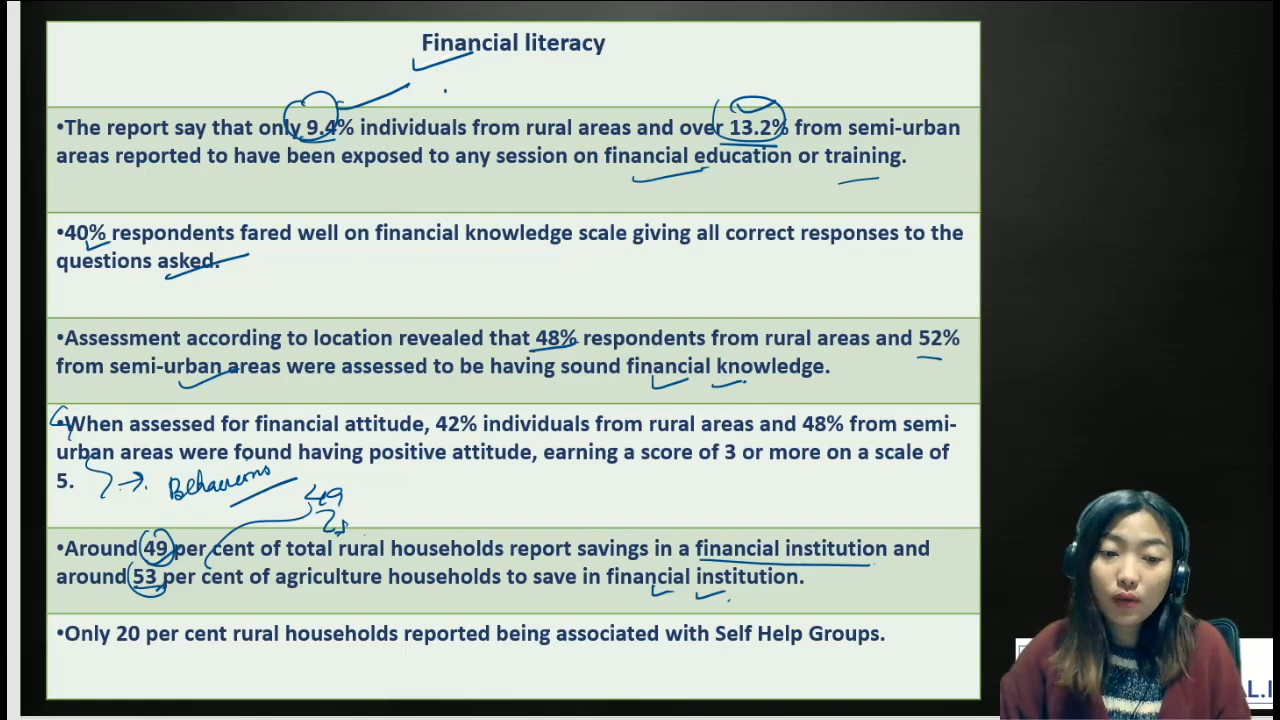 Financial literacy
•The report say that only 9.4% individuals from rural areas and over 13.2% from semi-urban
areas reported to have been exposed to any session on financial education or training.
•40% respondents fared well on financial knowledge scale giving all correct responses to the
questions asked.
•Assessment according to location revealed that 48% respondents from rural areas and 52%
from semi-urban areas were assessed to be having sound financial knowledge.
•When assessed for financial attitude, 42% individuals from rural areas and 48% from semi-
urban areas were found having positive attitude, earning a score of 3 or more on a scale of
5.
49
•Around 49 per cent of total rural households report savings in a financial institution and
around 53 per cent of agriculture households to save in financial institution.
•Only 20 per cent rural households reported being associated with Self Help Groups.